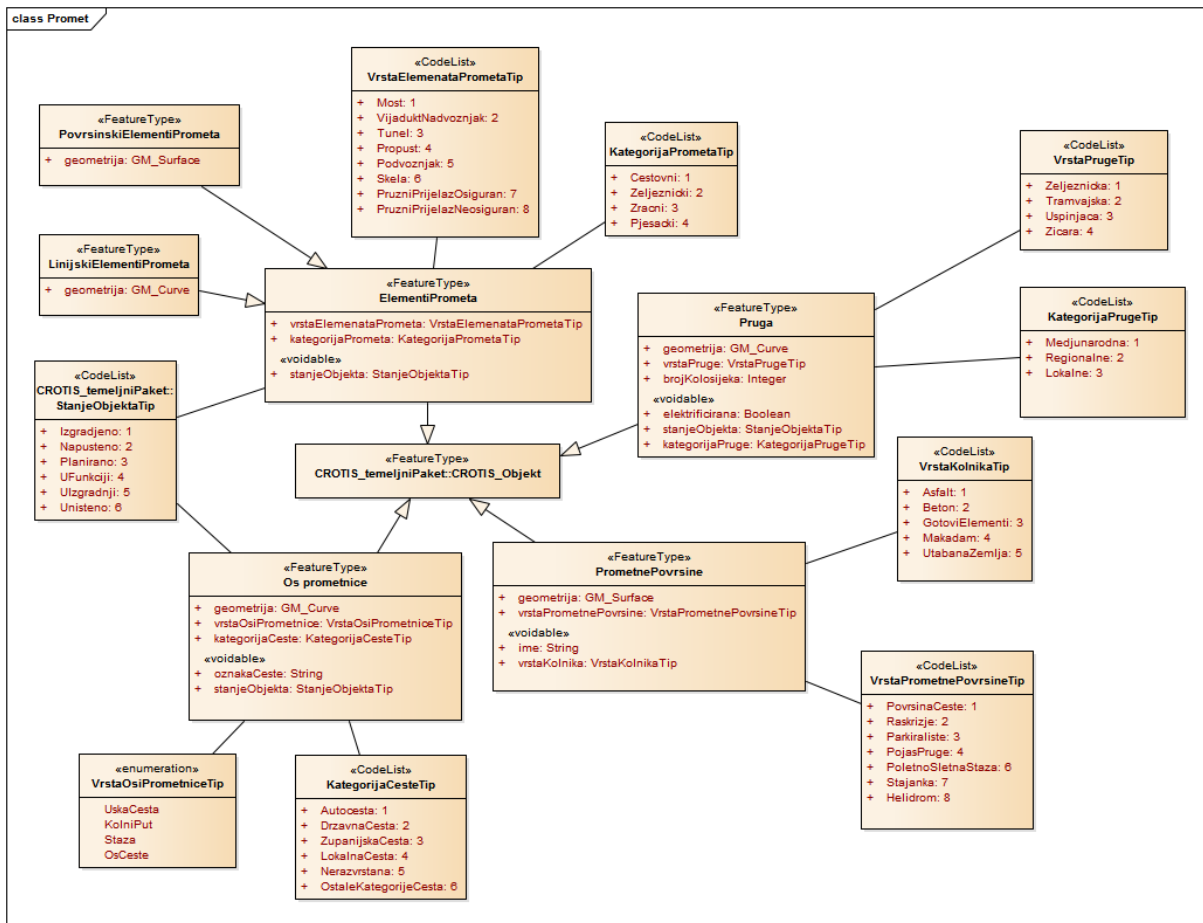 class Promet
«CodeList»
VrstaElemenataPrometaTip
+ Most: 1
+ VijaduktNadvoznjak: 2
+ Tunel: 3
+ Propust: 4
+ Podvoznjak: 5
+ Skela: 6
+ PruzniPrijelazOsiguran: 7
+ PruzniPrijelazNeosiguran: 8
«FeatureType»
PovrsinskiElementiPrometa
+ geometrija: GM_Surface
«CodeList»
KategorijaPrometaTip
+ Cestovni: 1
+ Zeljeznicki: 2
+ Zracni: 3
+ Pjesacki: 4
«CodeList»
VrstaPrugeTip
+ Zeljeznicka: 1
+ Tramvajska: 2
+ Uspinjaca: 3
+ Zicara: 4
«FeatureType»
LinijskiElementiPrometa
+ geometrija: GM_Curve
«FeatureType»
ElementiPrometa
+ vrstaElemenataPrometa: VrstaElemenataPrometaTip
+ kategorijaPrometa: KategorijaPrometaTip
«voidable»
+ stanjeObjekta: StanjeObjektaTip
«FeatureType»
Pruga
+ geometrija: GM_Curve
+ vrstaPruge: VrstaPrugeTip
+ brojKolosijeka: Integer
«voidable»
+ elektrificirana: Boolean
+ stanjeObjekta: StanjeObjektaTip
+ kategorijaPruge: KategorijaPrugeTip
«CodeList»
KategorijaPrugeTip
+ Medjunarodna: 1
+ Regionalne: 2
+ Lokalne: 3
«CodeList»
CROTIS_temeljniPaket::
StanjeObjektaTip
+ Izgradjeno: 1
+ Napusteno: 2
+ Planirano: 3
+ UFunkciji: 4
+ UIzgradnji: 5
+ Unisteno: 6
«FeatureType»
CROTIS_temeljniPaket::CROTIS_Objekt
«CodeList»
VrstaKolnikaTip
+ Asfalt: 1
+ Beton: 2
+ GotoviElementi: 3
+ Makadam: 4
+ UtabanaZemlja: 5
«FeatureType»
Os prometnice
+ geometrija: GM_Curve
+ vrstaOsiPrometnice: VrstaOsiPrometniceTip
+ kategorijaCeste: KategorijaCesteTip
«voidable»
+ oznakaCeste: String
+ stanjeObjekta: StanjeObjektaTip
«FeatureType»
PrometnePovrsine
+ geometrija: GM_Surface
+ vrstaPrometnePovrsine: VrstaPrometnePovrsineTip
«voidable»
+ ime: String
+ vrstaKolnika: VrstaKolnikaTip
«CodeList»
VrstaPrometnePovrsineTip
+ PovrsinaCeste: 1
+ Raskrizje: 2
+ Parkiraliste: 3
+ PojasPruge: 4
+ PoletnoSletnaStaza: 6
+ Stajanka: 7
+ Helidrom: 8
«enumeration»
VrstaOsiPrometniceTip
UskaCesta
KolniPut
Staza
OsCeste
«CodeList»
KategorijaCesteTip
+ Autocesta: 1
+ DrzavnaCesta: 2
+ ZupanijskaCesta: 3
+ LokalnaCesta: 4
+ Nerazvrstana: 5
+ OstaleKategorijeCesta: 6